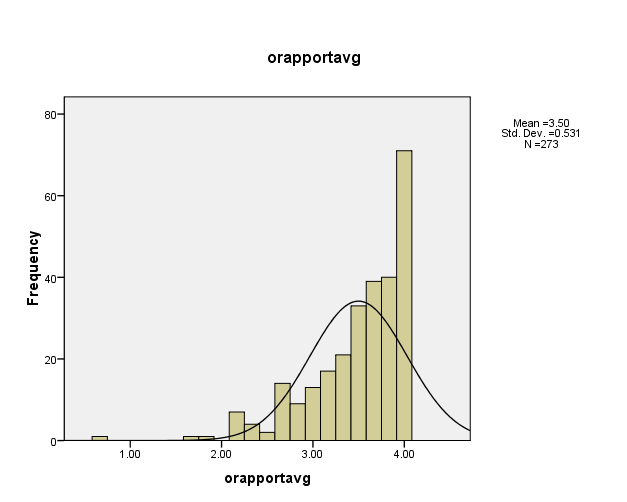 orapportavg
Mean =3.50
Std. Dev. =0.531
N =273
Frequency
80
60
40
20
0
1.00
2.00
3.00
4.00
orapportavg